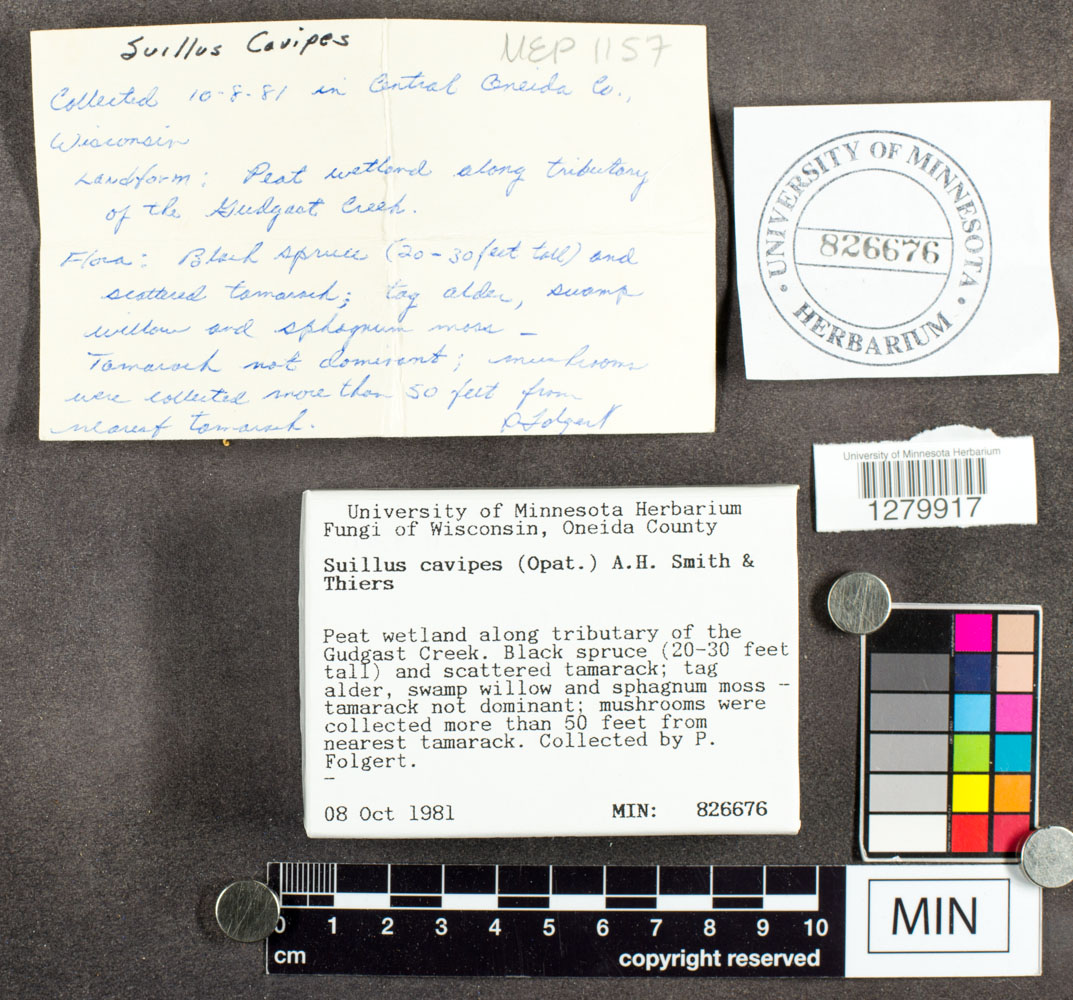 Suillus Cavipes
MEP 1157
Collected 10-8-81 in Central Oneida Co.,
Wisconsin
Landform: Peat wetland along tributary
of the Gudgast Creek.
Flora: Black spruce (20-30 feet tall) and
scattered tamarack; tag alder, swamp
willow and sphagnum moss -
Tamarack not dominant; mushrooms
were collected more than 50 feet from
nearest tamarack.
P Folgert
UNIVERSITY OF MINNESOTA
826676
HERBARIUM
University of Minnesota Herbarium
1279917
University of Minnesota Herbarium
Fungi of Wisconsin, Oneida County
Suillus cavipes (Opat.) A.H. Smith &
Thiers
Peat wetland along tributary of the
Gudgast Creek. Black spruce (20-30 feet
tall) and scattered tamarack; tag
alder, swamp willow and sphagnum moss -
tamarack not dominant; mushrooms were
collected more than 50 feet from
nearest tamarack. Collected by P.
Folgert.
-
08 Oct 1981 MIN: 826676
0 1 2 3 4 5 6 7 8 9 10
cm copyright reserved
MIN